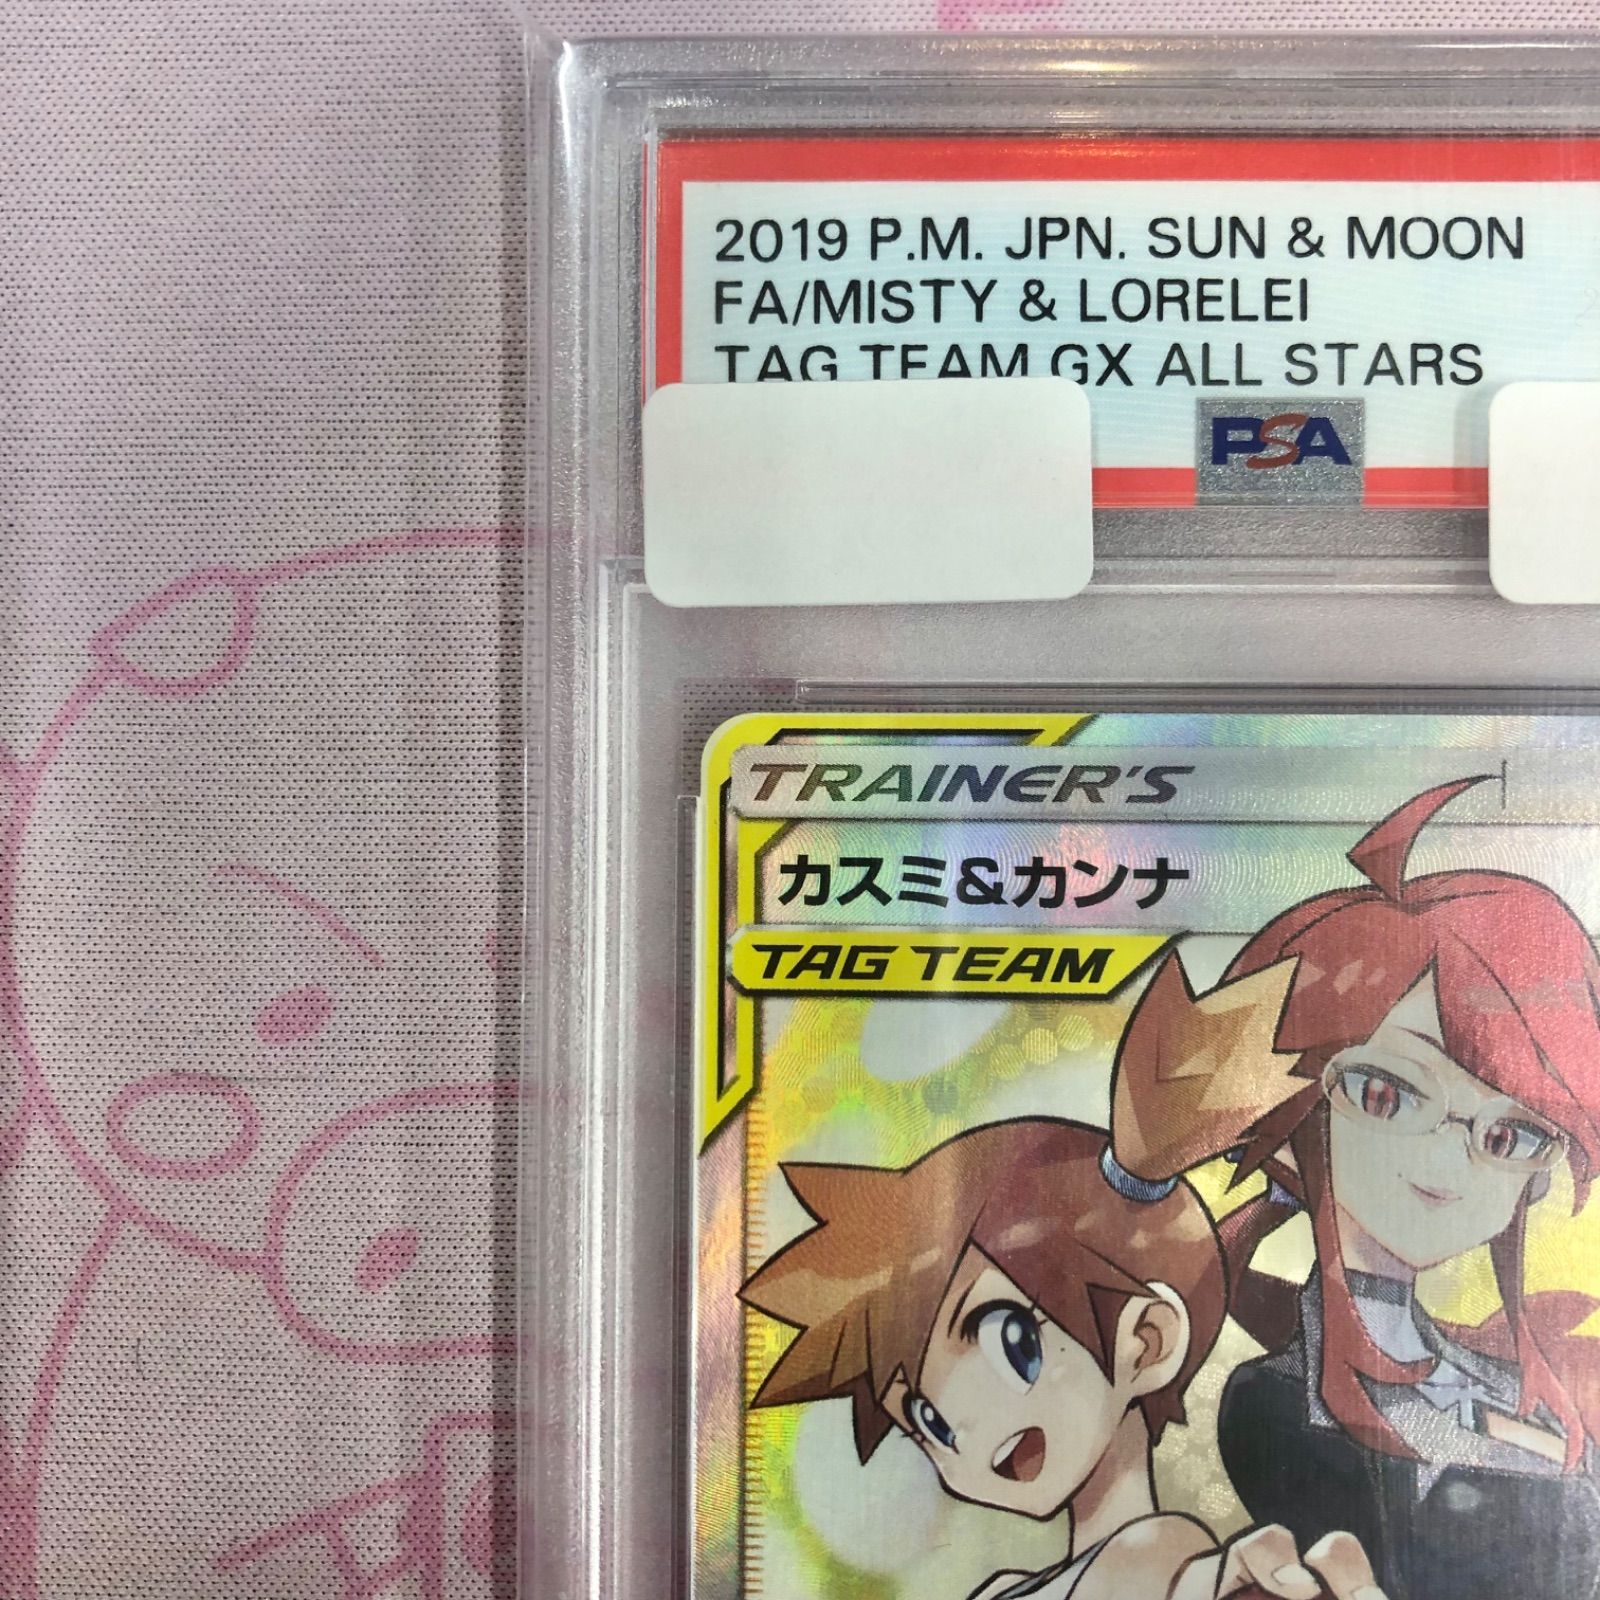 2019 P.M. JPN. SUN & MOON
FA/MISTY & LORELEI
TAG TEAM GX ALL STARS
PSA
TRAINER'S
カスミ&カンナ
TAG TEAM